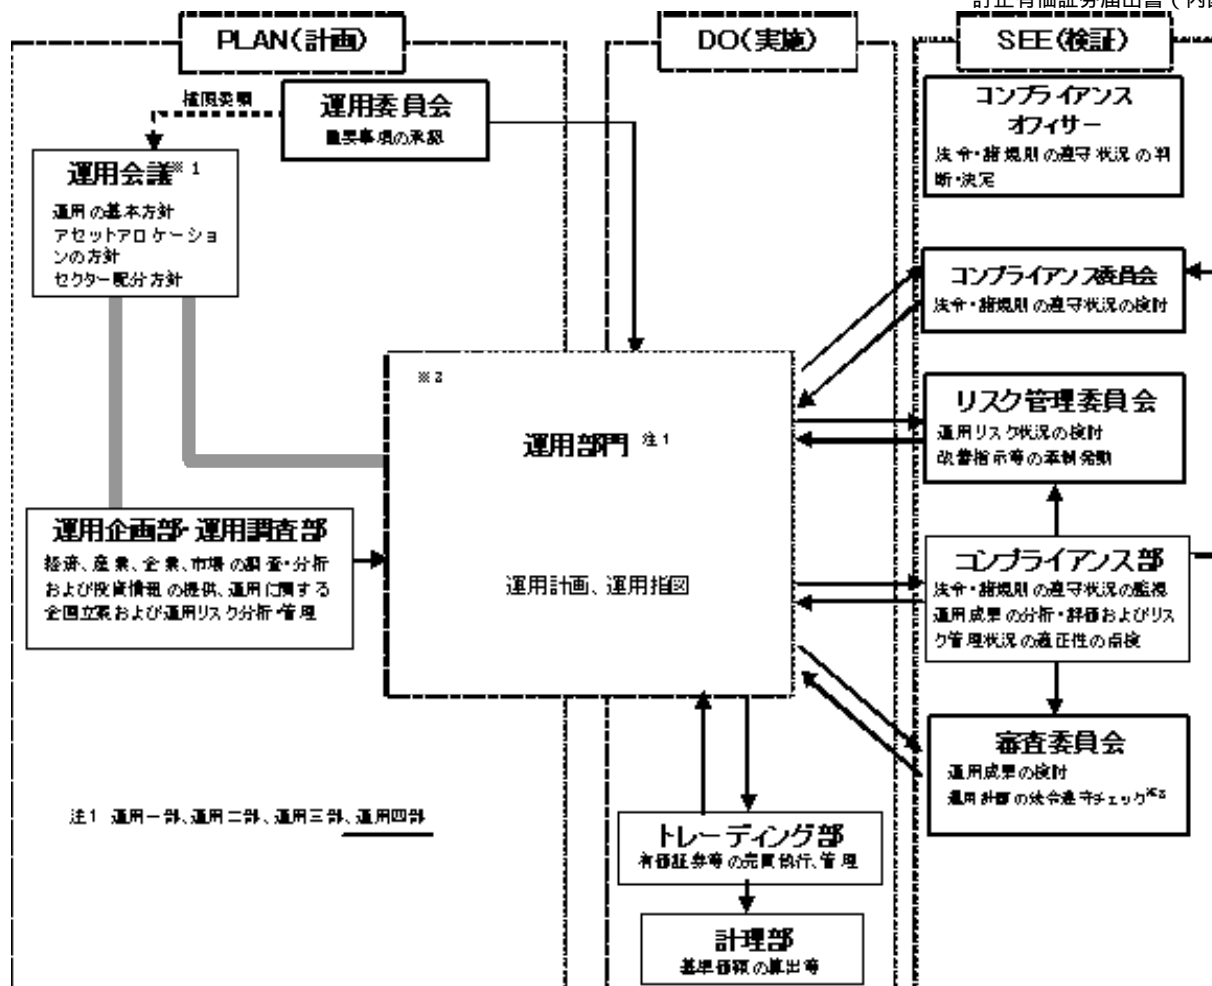 訂正有価証券届出書(内
PLAN(計画)
DO(実施)
SEE(検証)
権限委嘱
運用委員会
重要事項の承認
運用会議※1
運用の基本方針
アセットアロケーショ
ンの方針
セクター配分方針
運用企画部・運用調査部
経済、産業、企業、市場の調査・分析
および投資情報の提供、運用に関する
企画立案および運用リスク分析・管理
※2
運用部門 注1
運用計画、運用指図
注1 運用一部、運用二部、運用三部、運用四部
トレーディング部
有価証券等の売買執行、管理
計理部
基準価額の算出等
コンプライアンス
オフィサー
法令・諸規則の遵守状況の判
断・決定
コンプライアンス委員会
法令・諸規則の遵守状況の検討
リスク管理委員会
運用リスク状況の検討
改善指示等の牽制発動
コンプライアンス部
法令・諸規則の遵守状況の監視
運用成果の分析・評価およびリス
ク管理状況の適正性の点検
審査委員会
運用成果の検討
運用計画の法令遵守チェック